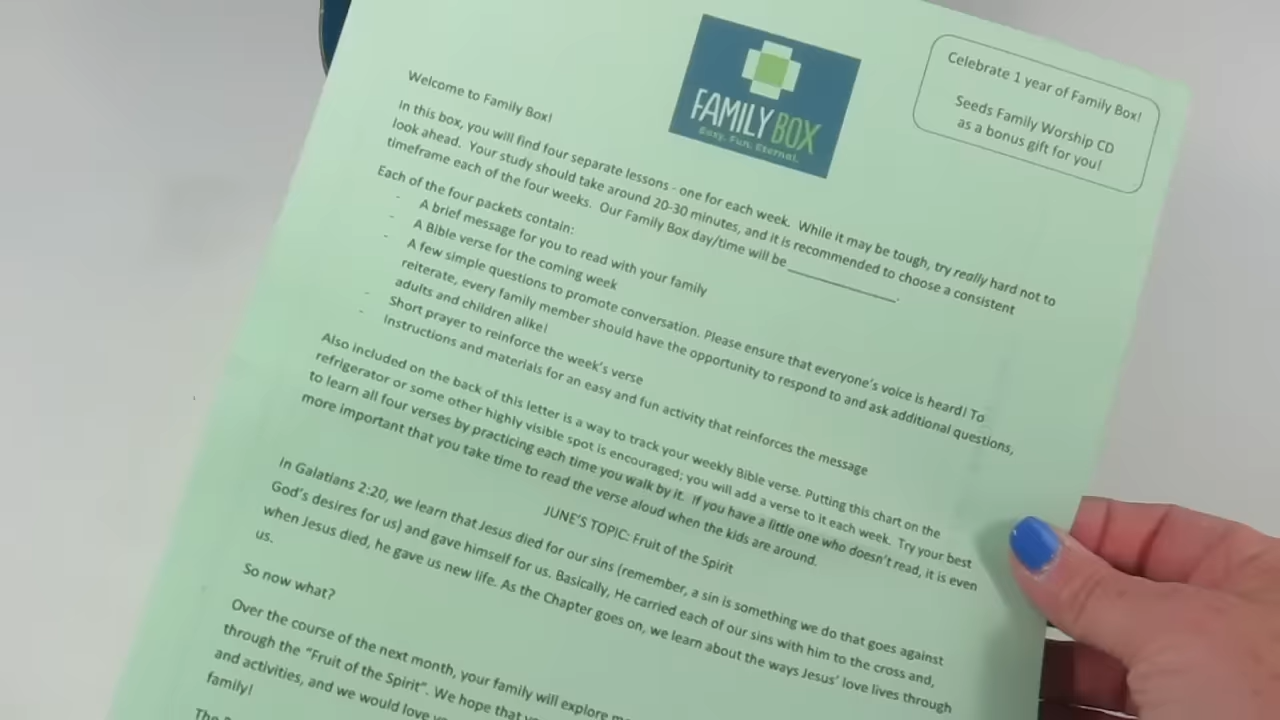 FAMILY BOX
Easy. Fun. Eternal.
Celebrate 1 year of Family Box!
Seeds Family Worship CD
as a bonus gift for you!
Welcome to Family Box!
In this box, you will find four separate lessons - one for each week. While it may be tough, try really hard not to
look ahead. Your study should take around 20-30 minutes, and it is recommended to choose a consistent
timeframe each of the four weeks. Our Family Box day/time will be ____________.
Each of the four packets contain:
- A brief message for you to read with your family
- A Bible verse for the coming week
- A few simple questions to promote conversation. Please ensure that everyone's voice is heard! To
reiterate, every family member should have the opportunity to respond to and ask additional questions,
adults and children alike!
- Short prayer to reinforce the week's verse
- Instructions and materials for an easy and fun activity that reinforces the message
Also included on the back of this letter is a way to track your weekly Bible verse. Putting this chart on the
refrigerator or some other highly visible spot is encouraged; you will add a verse to it each week. Try your best
to learn all four verses by practicing each time you walk by it. If you have a little one who doesn't read, it is even
more important that you take time to read the verse aloud when the kids are around.
JUNE'S TOPIC: Fruit of the Spirit
In Galatians 2:20, we learn that Jesus died for our sins (remember, a sin is something we do that goes against
God's desires for us) and gave himself for us. Basically, He carried each of our sins with him to the cross and,
when Jesus died, he gave us new life. As the Chapter goes on, we learn about the ways Jesus' love lives through
us.
So now what?
Over the course of the next month, your family will explore
through the "Fruit of the Spirit". We hope that
and activities, and we would love
family!
The